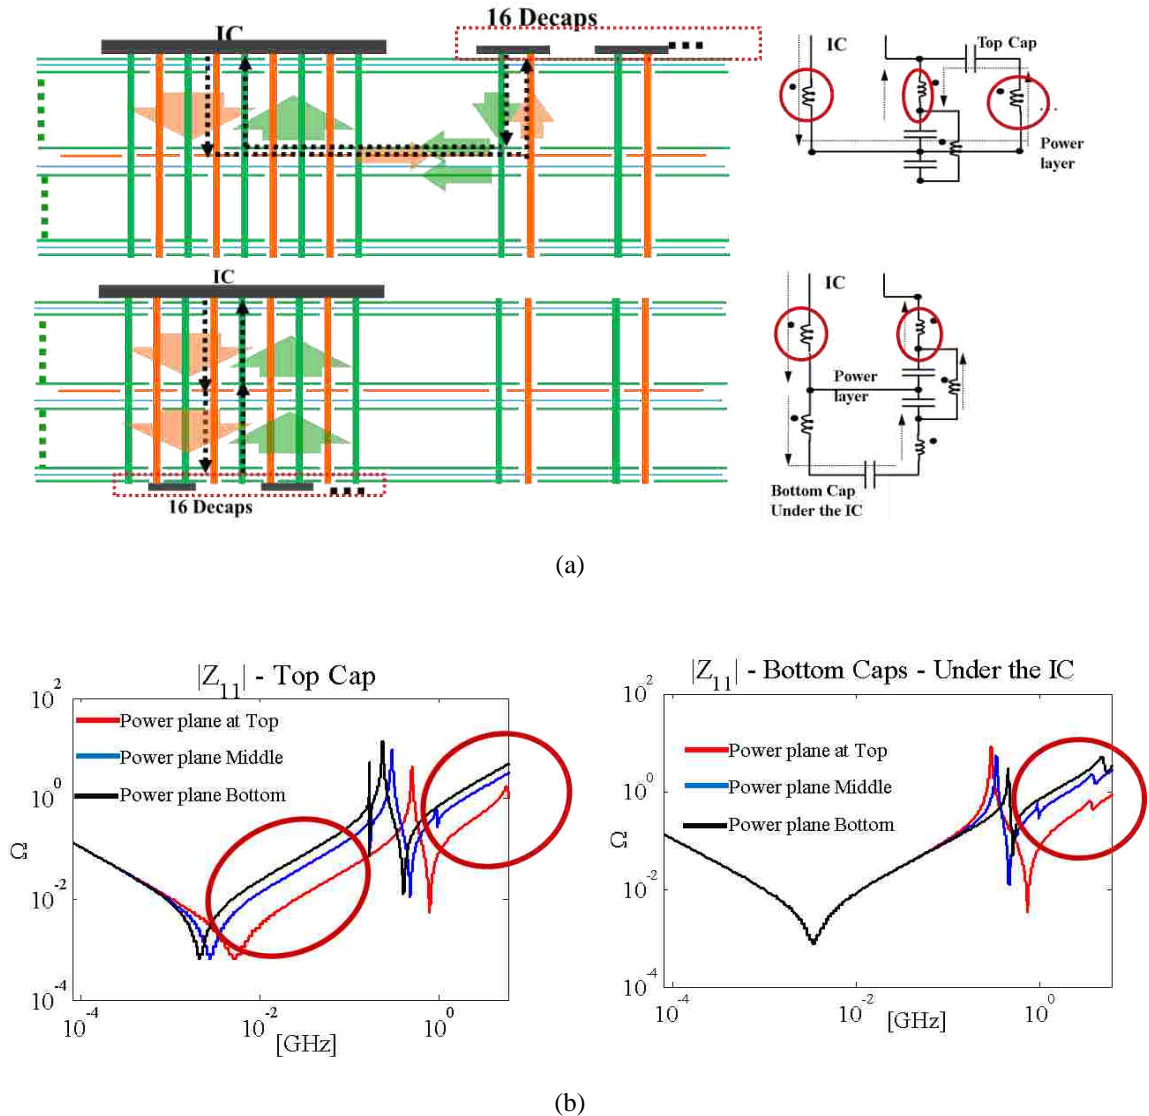 16 Decaps
IC
IC
Top Cap
Power
layer
IC
16 Decaps
IC
Power
layer
Bottom Cap
Under the IC
(a)
|Z11| - Top Cap
10^2
Power plane at Top
Power plane Middle
10^0
Power plane Bottom
Ω
10^-2
10^-4
10^-4
10^-2
10^0
[GHz]
|Z11| - Bottom Caps - Under the IC
10^2
Power plane at Top
Power plane Middle
10^0
Power plane Bottom
Ω
10^-2
10^-4
10^-4
10^-2
10^0
[GHz]
(b)